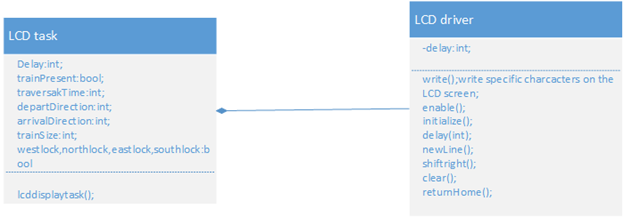 LCD task
Delay:int;
trainPresent:bool;
traversakTime:int;
departDirection:int;
arrivalDirection:int;
trainSize:int;
westlock,northlock,eastlock,southlock:b
ool
lcddisplaytask();
LCD driver
-delay:int;
write();write specific charcacters on the
LCD screen;
enable();
initialize();
delay(int);
newLine();
shiftright();
clear();
returnHome();